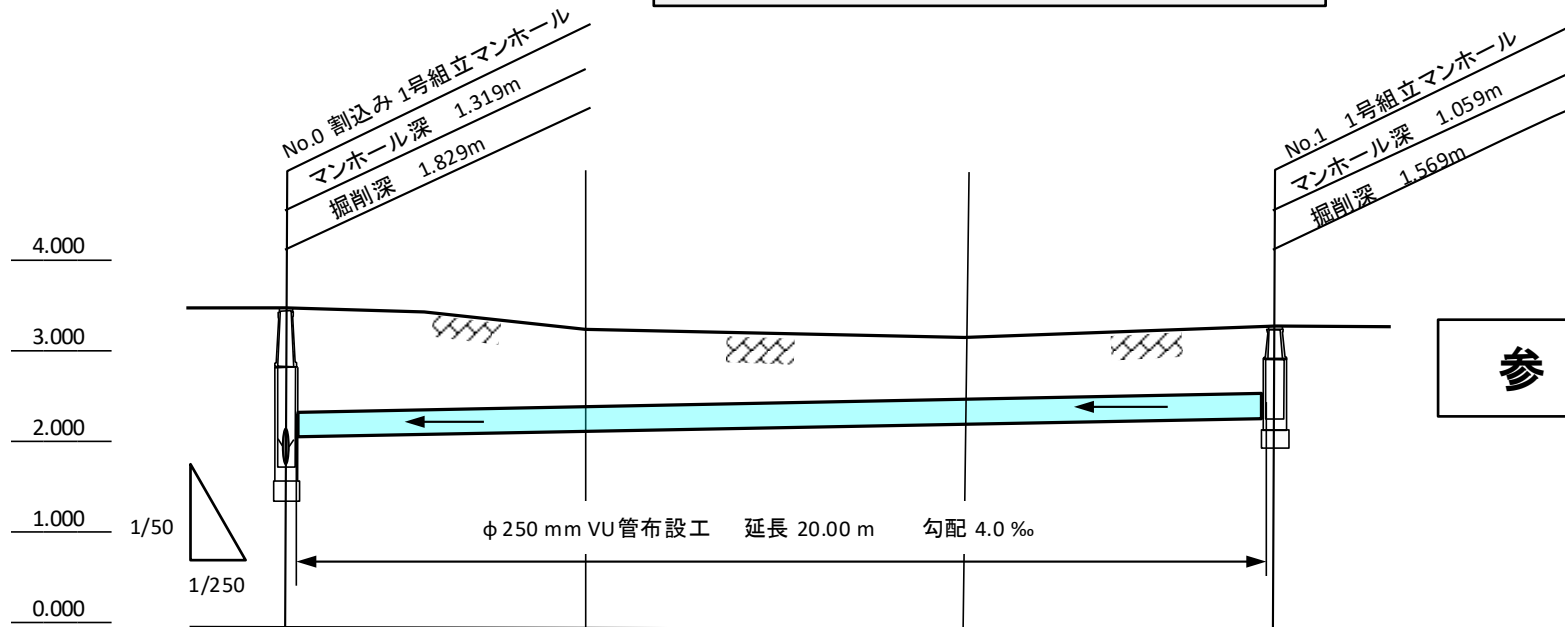 No.0 割込み 1号組立マンホール
マンホール深 1.319m
掘削深 1.829m
No.1 1号組立マンホール
マンホール深 1.059m
掘削深 1.569m
4.000
3.000
参
2.000
1.000
1/50
φ250 mm VU管布設工 延長 20.00 m 勾配 4.0 ‰
1/250
0.000